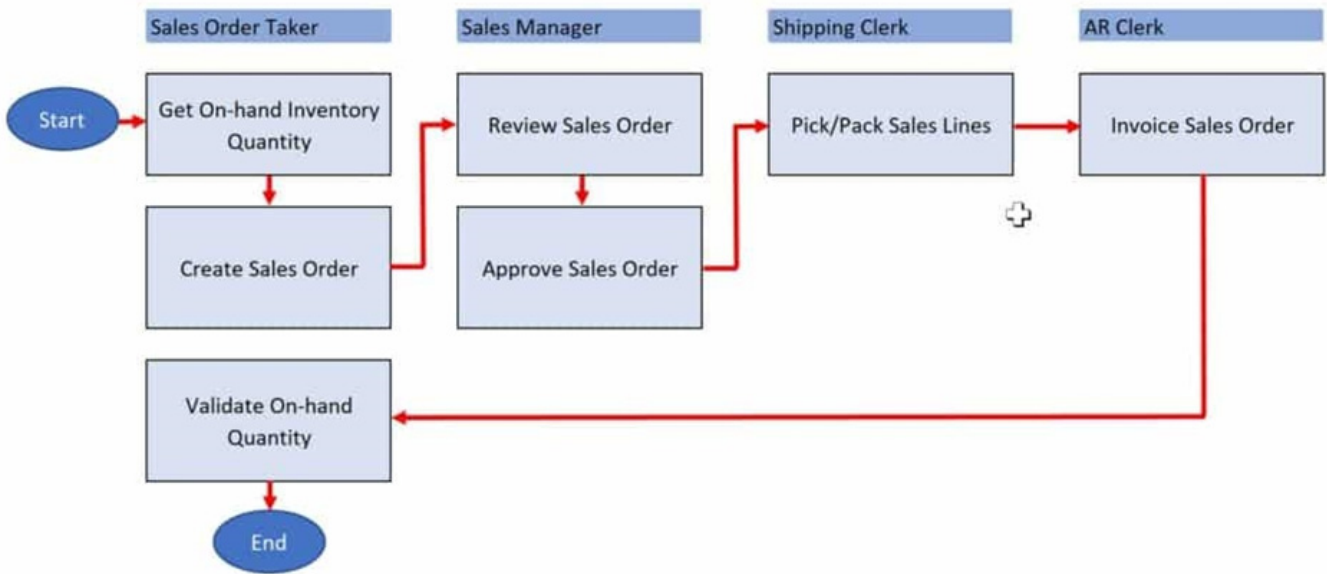 Sales Order Taker
Sales Manager
Shipping Clerk
AR Clerk
Start
Get On-hand Inventory
Quantity
Review Sales Order
Pick/Pack Sales Lines
Invoice Sales Order
Create Sales Order
Approve Sales Order
Validate On-hand
Quantity
End